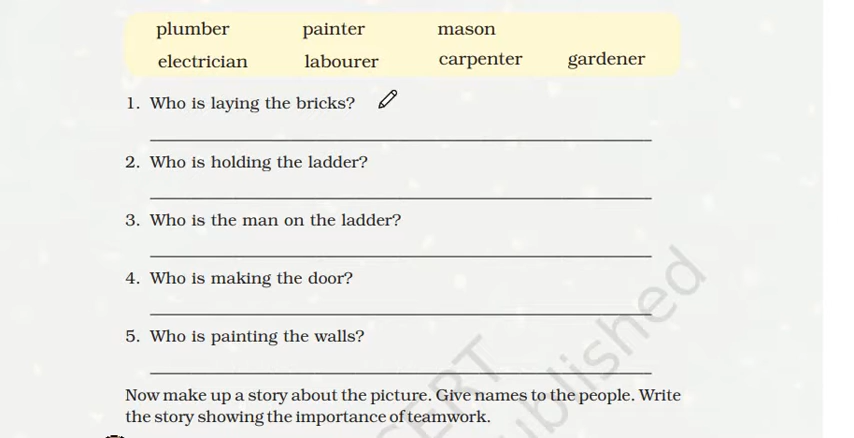 plumber painter mason
electrician labourer carpenter gardener
1. Who is laying the bricks?
2. Who is holding the ladder?
3. Who is the man on the ladder?
4. Who is making the door?
5. Who is painting the walls?
Now make up a story about the picture. Give names to the people. Write
the story showing the importance of teamwork.